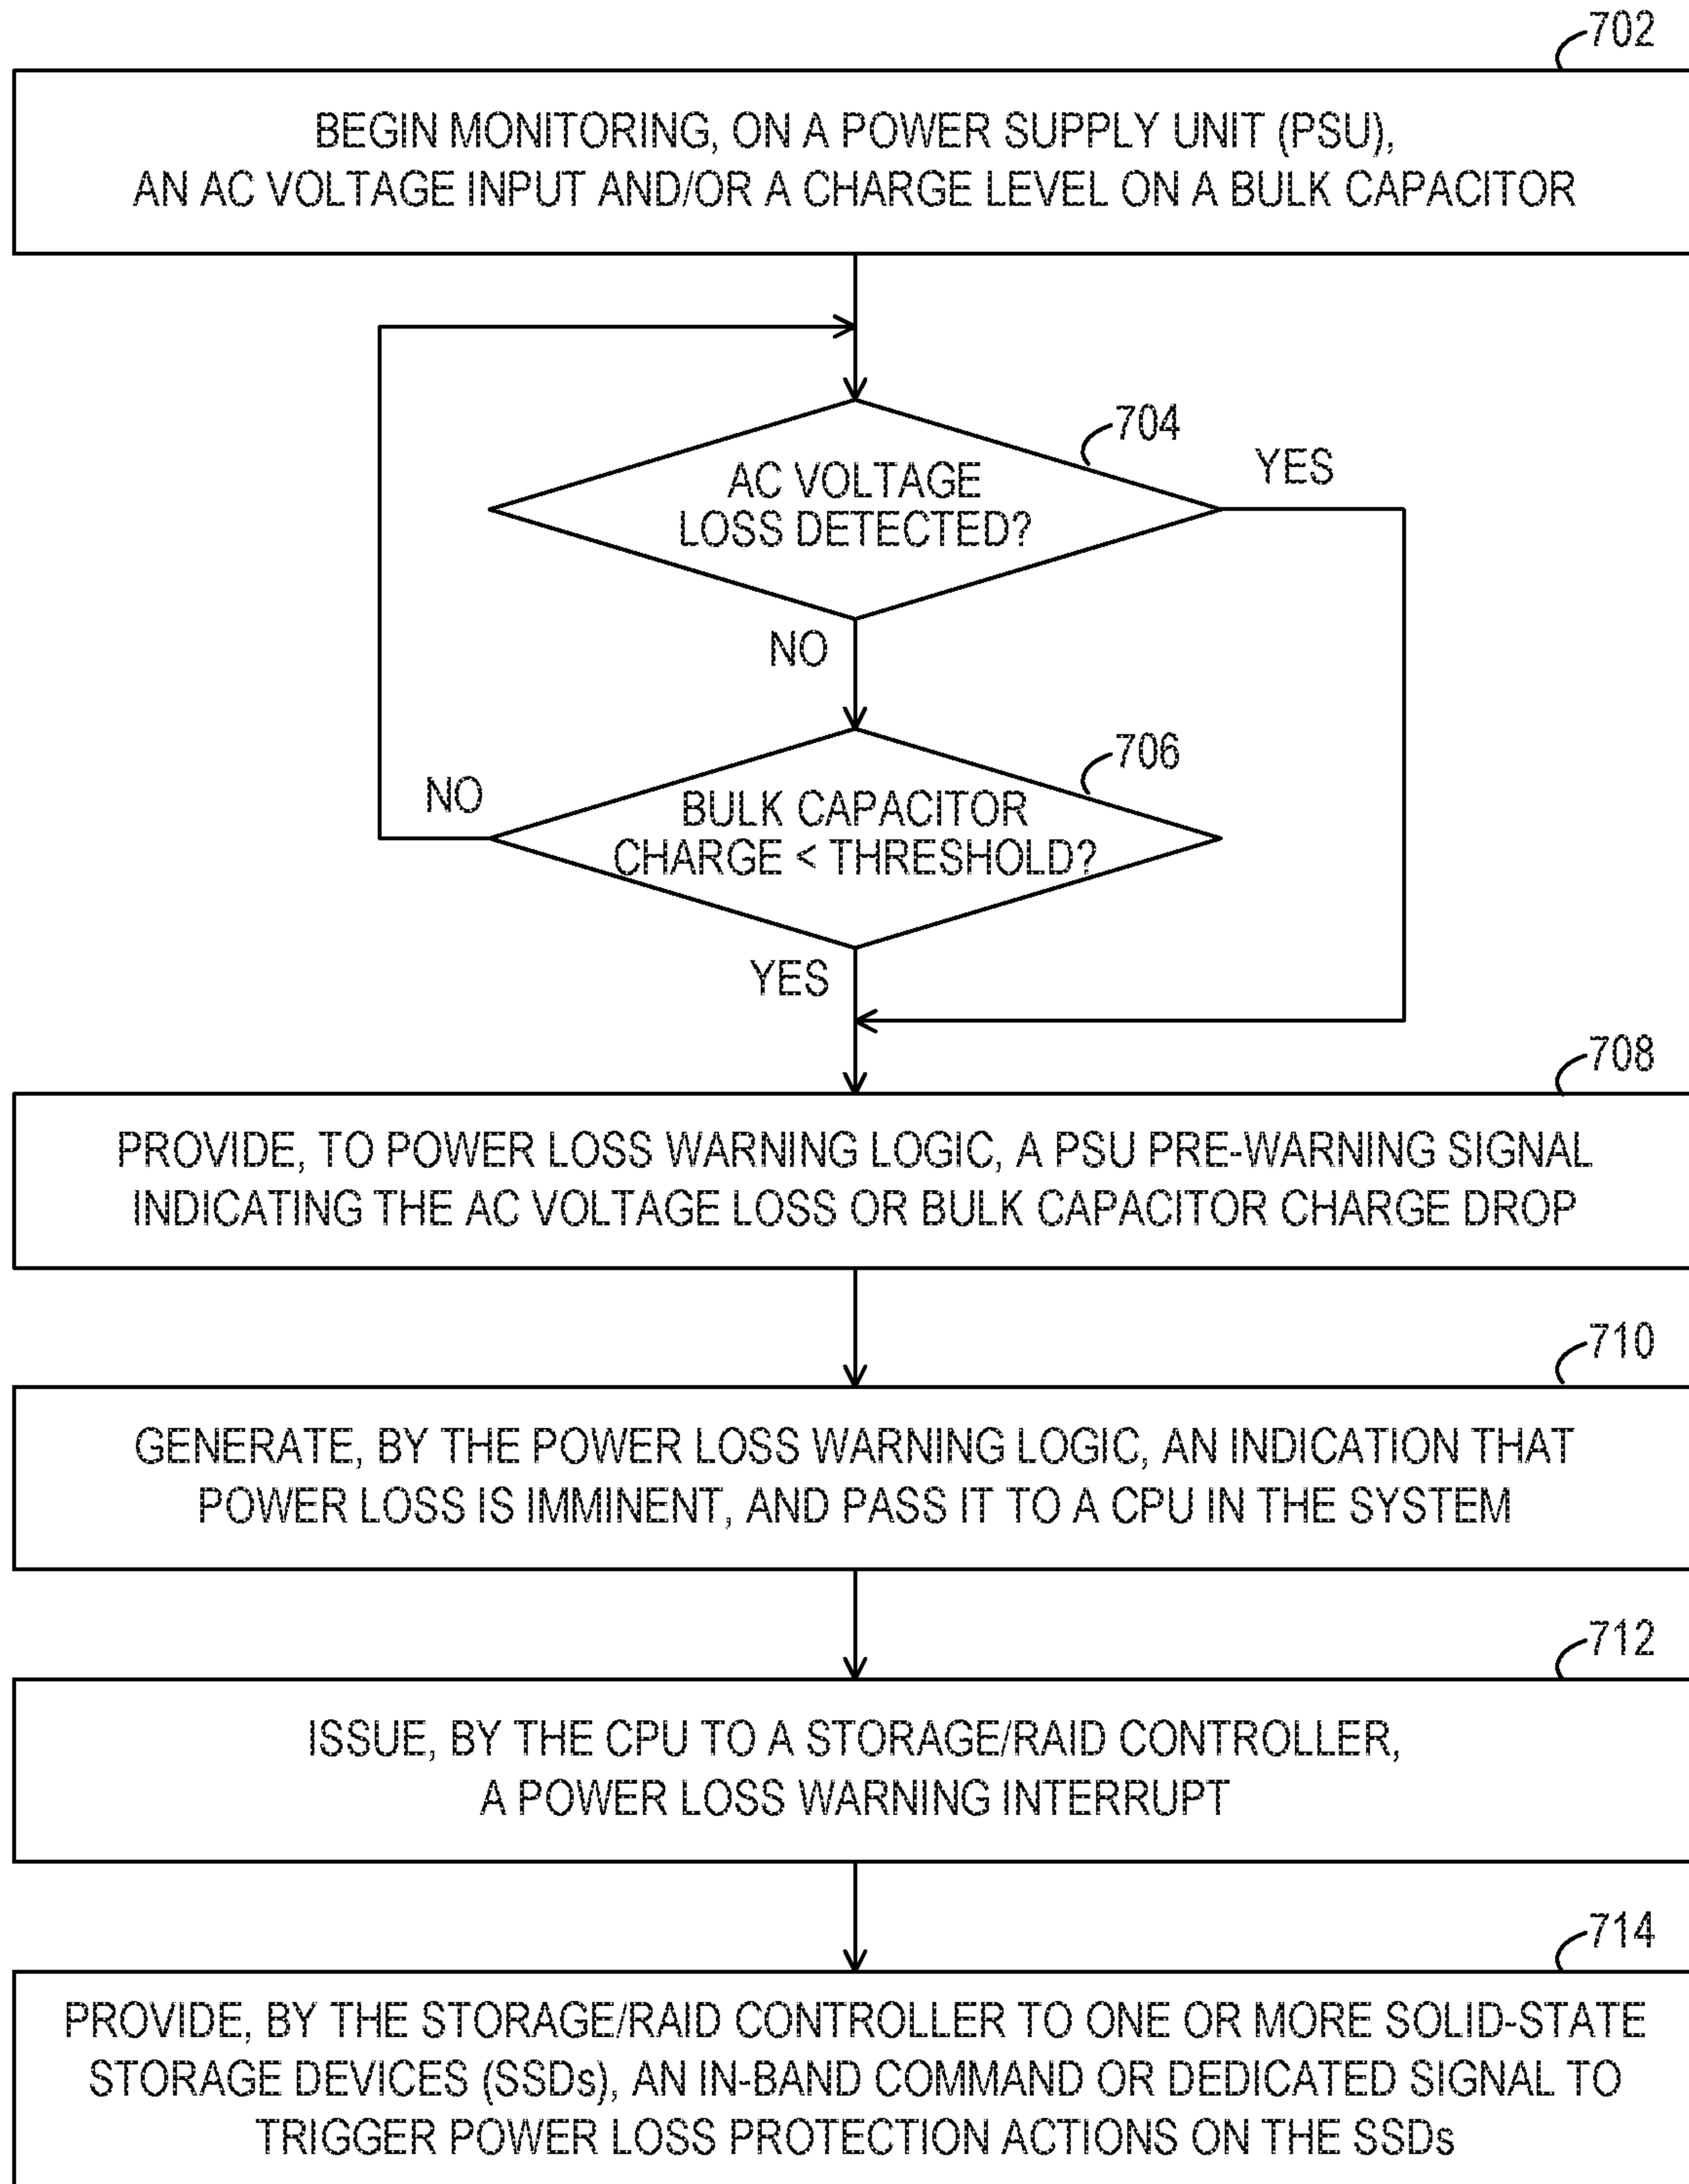 702
BEGIN MONITORING, ON A POWER SUPPLY UNIT (PSU),
AN AC VOLTAGE INPUT AND/OR A CHARGE LEVEL ON A BULK CAPACITOR
704
AC VOLTAGE
LOSS DETECTED?
YES
NO
706
BULK CAPACITOR
CHARGE < THRESHOLD?
NO
YES
708
PROVIDE, TO POWER LOSS WARNING LOGIC, A PSU PRE-WARNING SIGNAL
INDICATING THE AC VOLTAGE LOSS OR BULK CAPACITOR CHARGE DROP
710
GENERATE, BY THE POWER LOSS WARNING LOGIC, AN INDICATION THAT
POWER LOSS IS IMMINENT, AND PASS IT TO A CPU IN THE SYSTEM
712
ISSUE, BY THE CPU TO A STORAGE/RAID CONTROLLER,
A POWER LOSS WARNING INTERRUPT
714
PROVIDE, BY THE STORAGE/RAID CONTROLLER TO ONE OR MORE SOLID-STATE
STORAGE DEVICES (SSDs), AN IN-BAND COMMAND OR DEDICATED SIGNAL TO
TRIGGER POWER LOSS PROTECTION ACTIONS ON THE SSDs